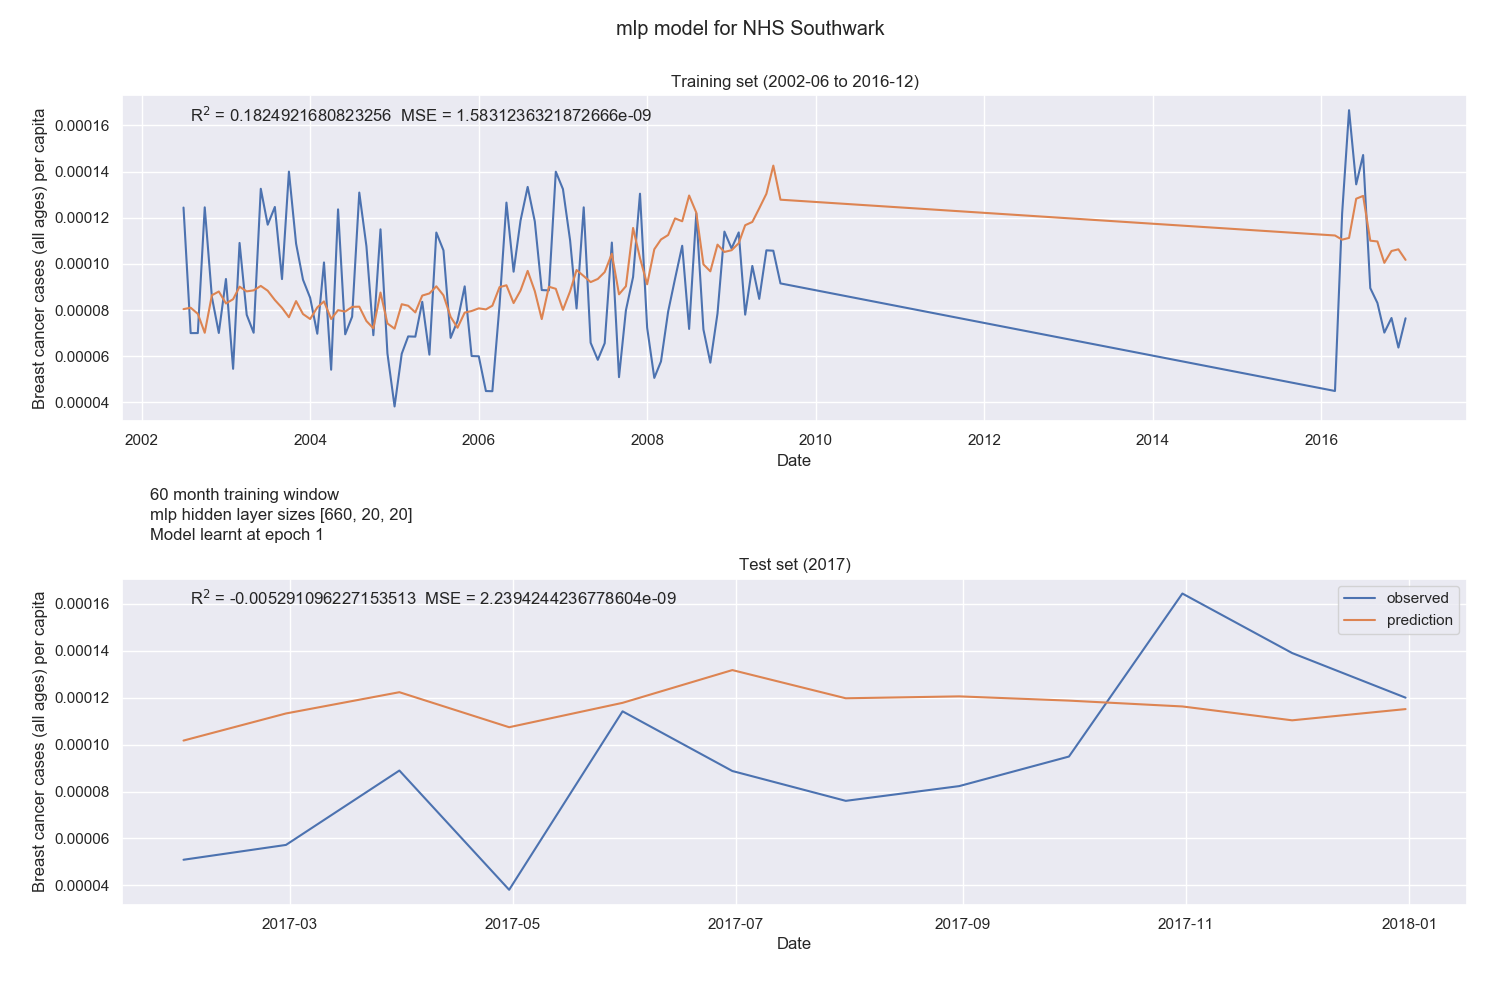 mlp model for NHS Southwark
Training set (2002-06 to 2016-12)
R² = 0.1824921680823256  MSE = 1.5831236321872666e-09
Breast cancer cases (all ages) per capita
0.00016
0.00014
0.00012
0.00010
0.00008
0.00006
0.00004
2002 2004 2006 2008 2010 2012 2014 2016
Date
60 month training window
mlp hidden layer sizes [660, 20, 20]
Model learnt at epoch 1
Test set (2017)
R² = -0.005291096227153513  MSE = 2.2394244236778604e-09
observed
prediction
Breast cancer cases (all ages) per capita
0.00016
0.00014
0.00012
0.00010
0.00008
0.00006
0.00004
2017-03 2017-05 2017-07 2017-09 2017-11 2018-01
Date